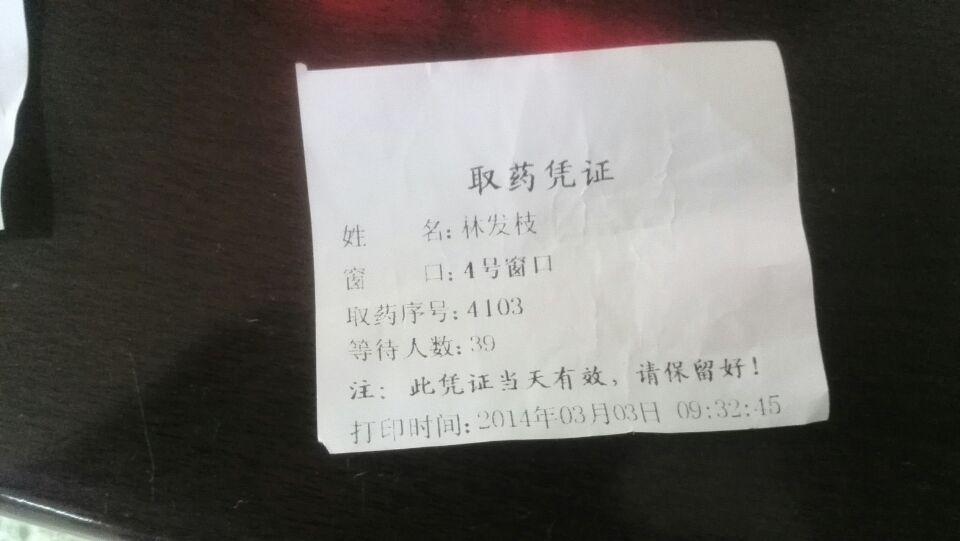 取药凭证
姓 名:林发枝
窗 口:4号窗口
取药序号:4103
等待人数:39
注:此凭证当天有效,请保留好!
打印时间:2014年03月03日 09:32:45